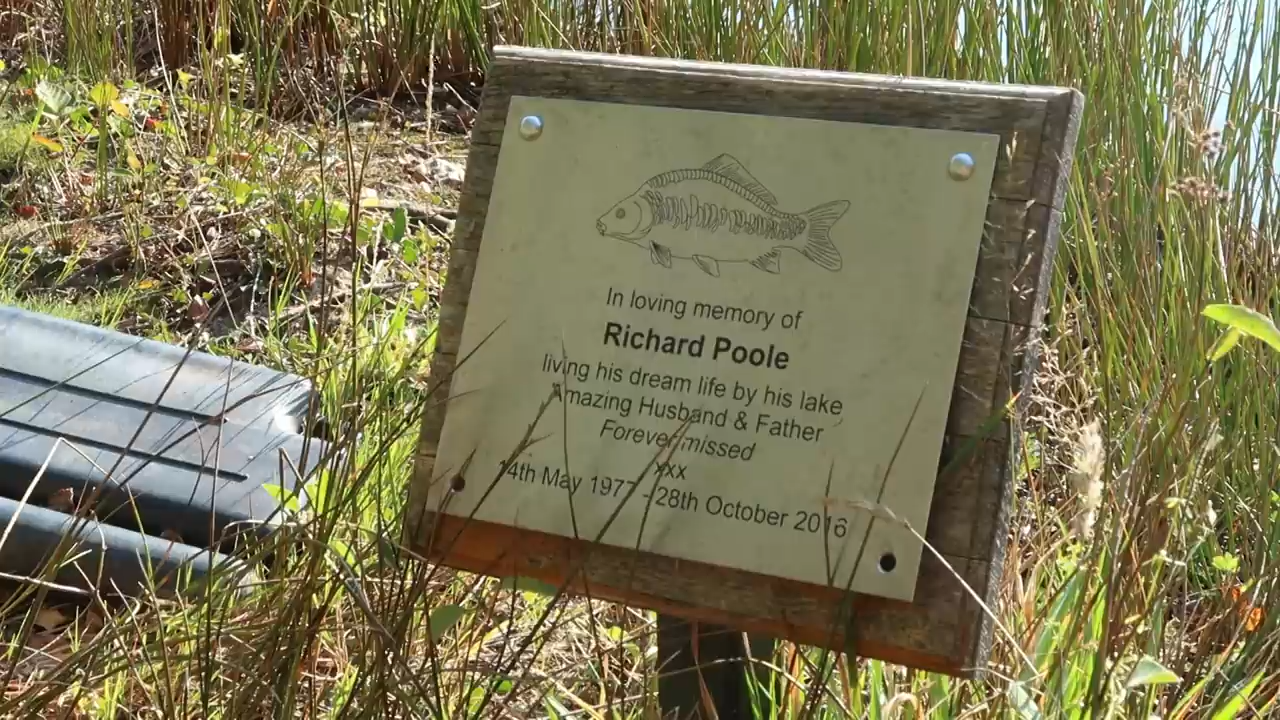 In loving memory of
Richard Poole
living his dream life by his lake
Amazing Husband & Father
Forever missed
xxx
14th May 1977 - 28th October 2016